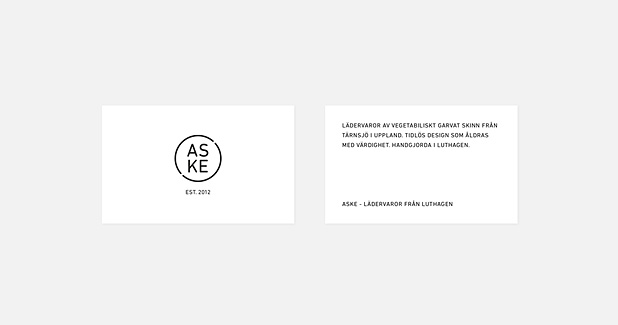 AS
KE
EST. 2012
LÄDERVAROR AV VEGETABILISKT GARVAT SKINN FRÅN
TÄRNSJÖ I UPPLAND. TIDLÖS DESIGN SOM ÅLDRAS
MED VÄRDIGHET. HANDGJORDA I LUTHAGEN.
ASKE - LÄDERVAROR FRÅN LUTHAGEN